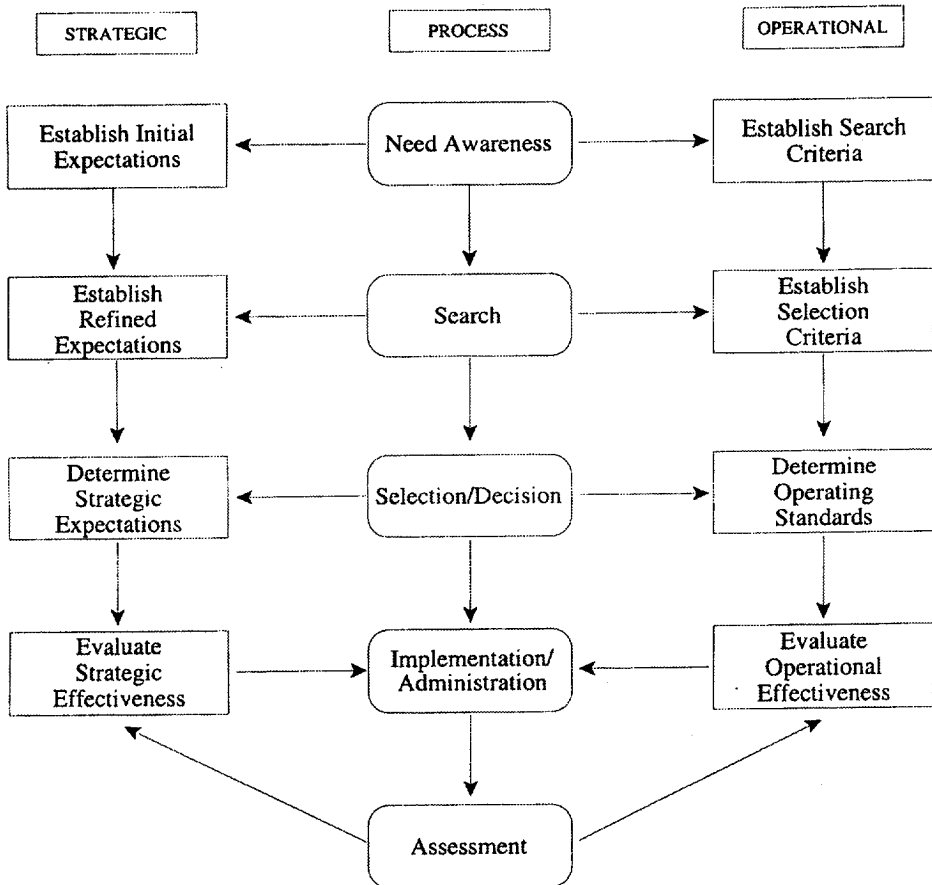 STRATEGIC
PROCESS
OPERATIONAL
Establish Initial
Expectations
Need Awareness
Establish Search
Criteria
Establish
Refined
Expectations
Search
Establish
Selection
Criteria
Determine
Strategic
Expectations
Selection/Decision
Determine
Operating
Standards
Evaluate
Strategic
Effectiveness
Implementation/
Administration
Evaluate
Operational
Effectiveness
Assessment